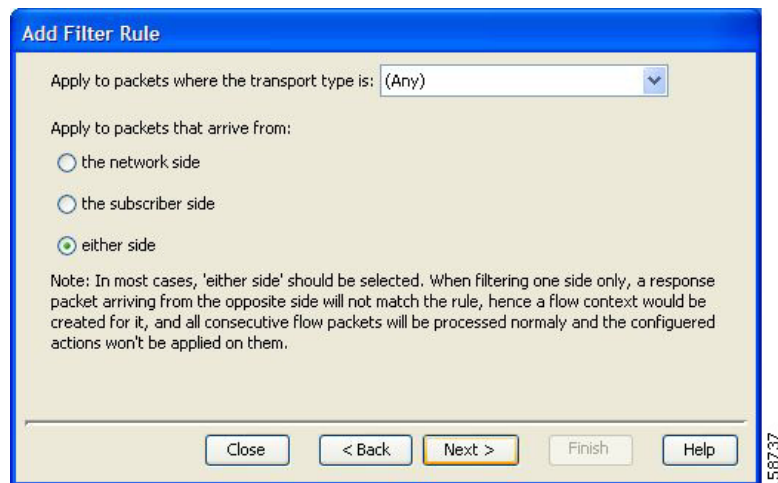 Add Filter Rule
Apply to packets where the transport type is: (Any)
Apply to packets that arrive from:
the network side
the subscriber side
either side
Note: In most cases, 'either side' should be selected. When filtering one side only, a response
packet arriving from the opposite side will not match the rule, hence a flow context would be
created for it, and all consecutive flow packets will be processed normaly and the configuered
actions won't be applied on them.
Close < Back Next > Finish Help
58737